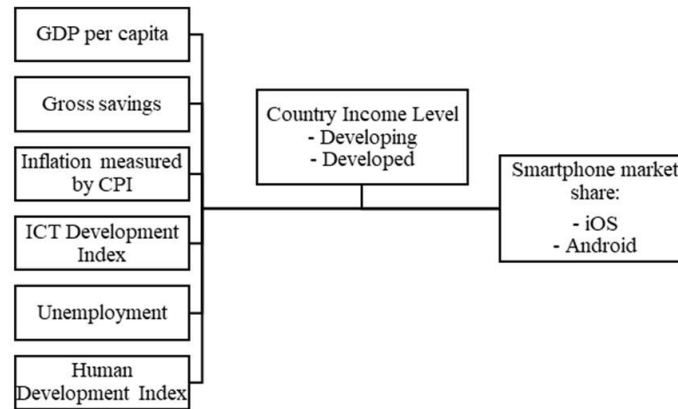 GDP per capita
Gross savings
Inflation measured
by CPI
ICT Development
Index
Unemployment
Human
Development Index
Country Income Level
- Developing
- Developed
Smartphone market
share:
- iOS
- Android